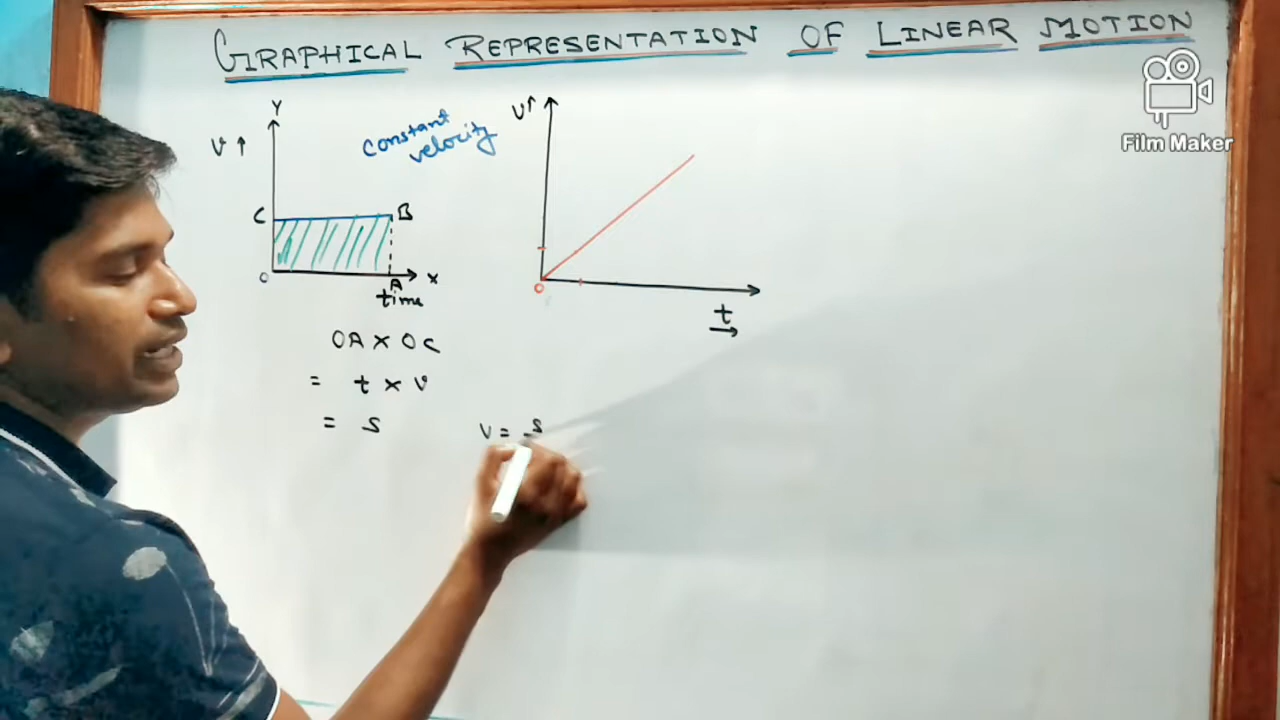 GRAPHICAL REPRESENTATION OF LINEAR MOTION
Film Maker
Y
V ↑
constant
velocity
C
B
O
A
X
time
V↑
O
t
OA X OC
= t x v
= s
V = s